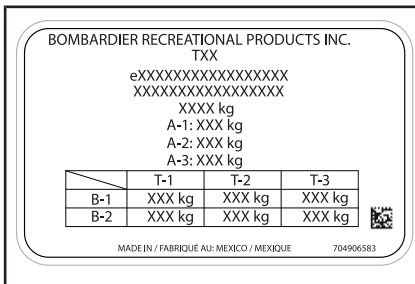 BOMBARDIER RECREATIONAL PRODUCTS INC.
TXX
eXXXXXXXXXXXXXXXXX
XXXXXXXXXXXXXXXXX
XXXX kg
A-1: XXX kg
A-2: XXX kg
A-3: XXX kg
T-1 T-2 T-3
B-1 XXX kg XXX kg XXX kg
B-2 XXX kg XXX kg XXX kg
MADE IN / FABRIQUÉ AU: MEXICO / MEXIQUE 704906583